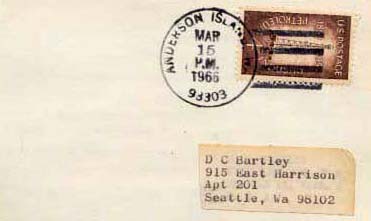 ANDERSON ISLAND
MAR
15
P.M.
1966
98303
U.S. POSTAGE
PETROLEUM
D C Bartley
915 East Harrison
Apt 201
Seattle, Wa 98102